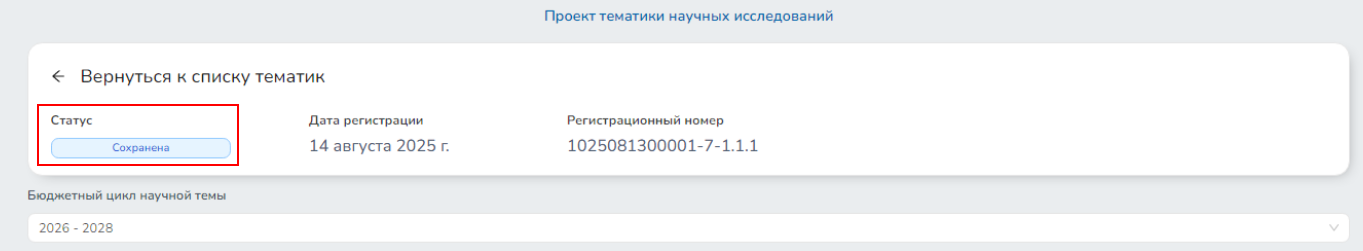 Проект тематики научных исследований
← Вернуться к списку тематик
Статус Дата регистрации Регистрационный номер
Сохранена 14 августа 2025 г. 1025081300001-7-1.1.1
Бюджетный цикл научной темы
2026 - 2028